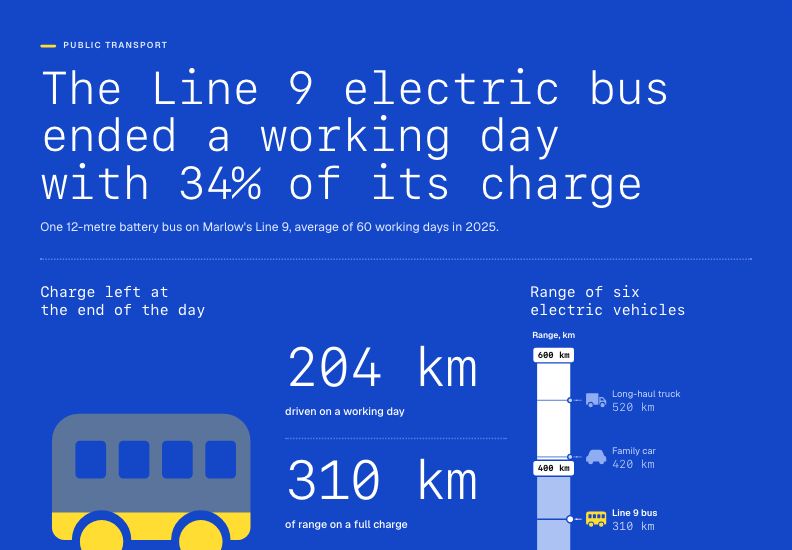 PUBLIC TRANSPORT
The Line 9 electric bus
ended a working day
with 34% of its charge
One 12-metre battery bus on Marlow's Line 9, average of 60 working days in 2025.
Charge left at
the end of the day
204 km
driven on a working day
310 km
of range on a full charge
Range of six
electric vehicles
Range, km
600 km
Long-haul truck
520 km
Family car
420 km
400 km
Line 9 bus
310 km